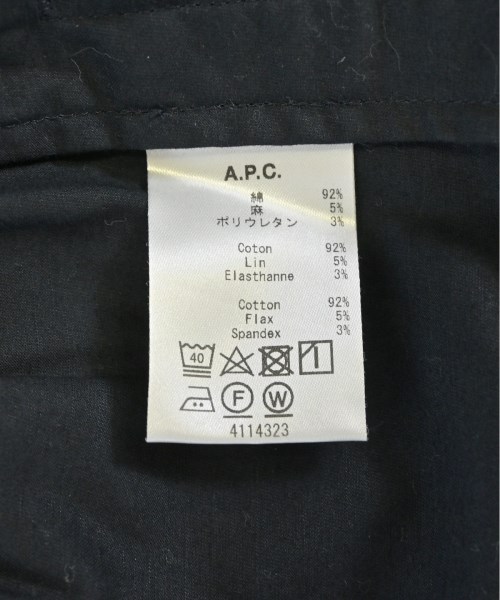 A.P.C.
綿 92%
麻 5%
ポリウレタン 3%
Coton 92%
Lin 5%
Elasthanne 3%
Cotton 92%
Flax 5%
Spandex 3%
40
F W
4114323